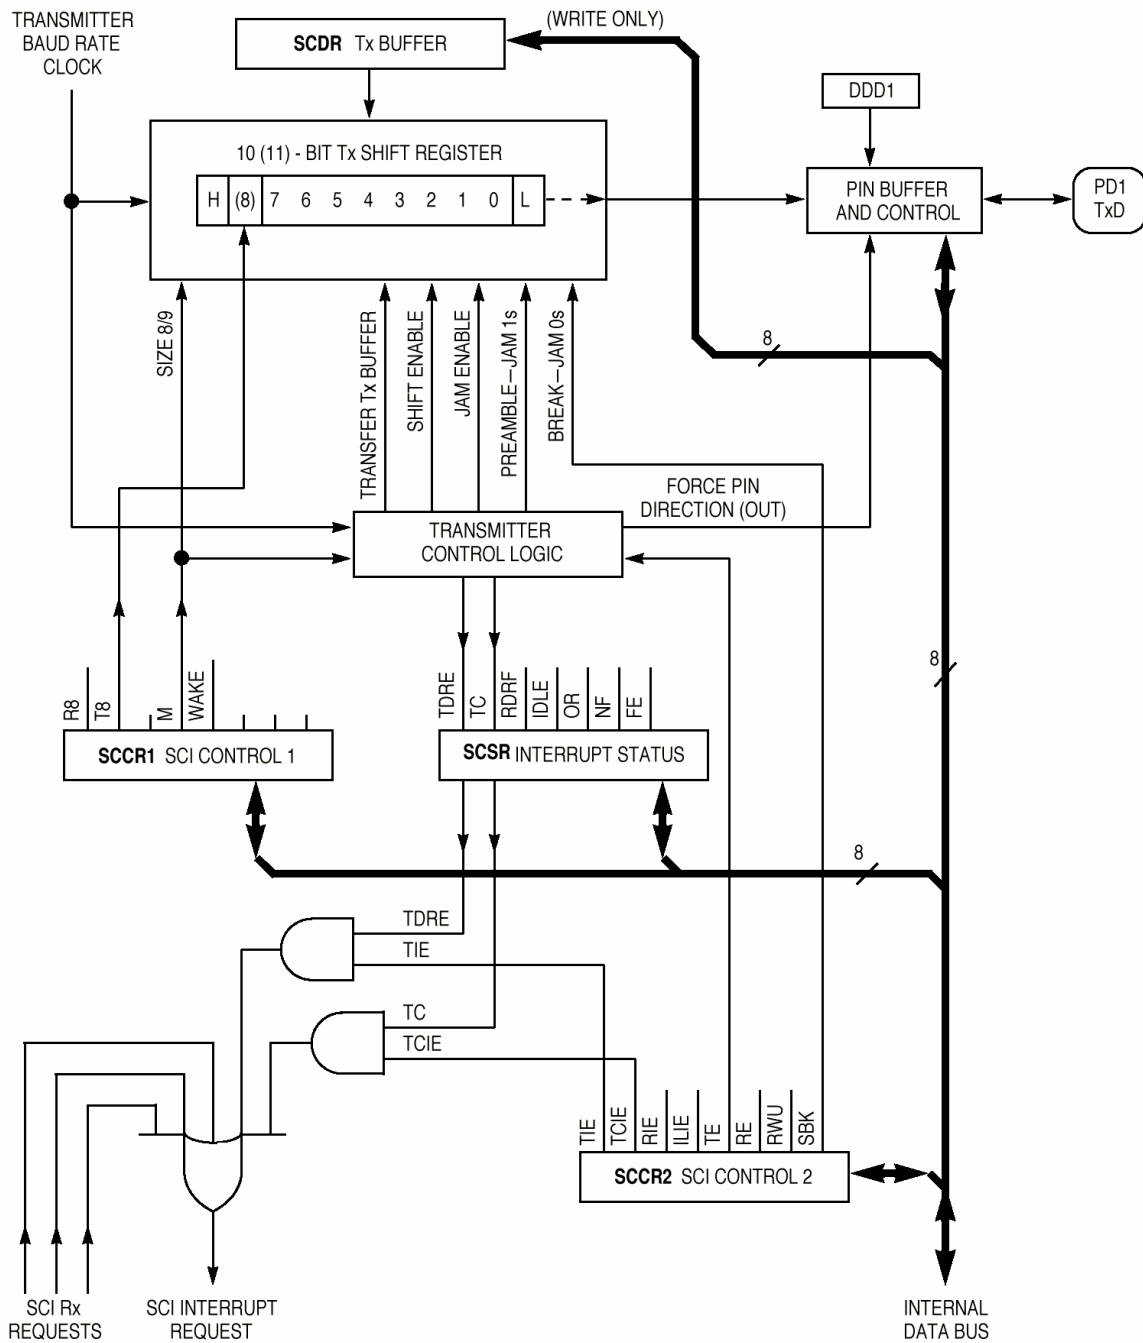 TRANSMITTER
BAUD RATE
CLOCK
SCDR Tx BUFFER
(WRITE ONLY)
DDD1
10 (11) - BIT Tx SHIFT REGISTER
H (8) 7 6 5 4 3 2 1 0 L
PIN BUFFER
AND CONTROL
PD1
TxD
SIZE 8/9
TRANSFER Tx BUFFER
SHIFT ENABLE
JAM ENABLE
PREAMBLE—JAM 1s
BREAK—JAM 0s
8
FORCE PIN
DIRECTION (OUT)
TRANSMITTER
CONTROL LOGIC
8
R8
T8
M
WAKE
TDRE
TC
RDRF
IDLE
OR
NF
FE
SCCR1 SCI CONTROL 1
SCSR INTERRUPT STATUS
8
TDRE
TIE
TC
TCIE
TIE
TCIE
RIE
ILIE
TE
RE
RWU
SBK
SCCR2 SCI CONTROL 2
SCI Rx
REQUESTS
SCI INTERRUPT
REQUEST
INTERNAL
DATA BUS